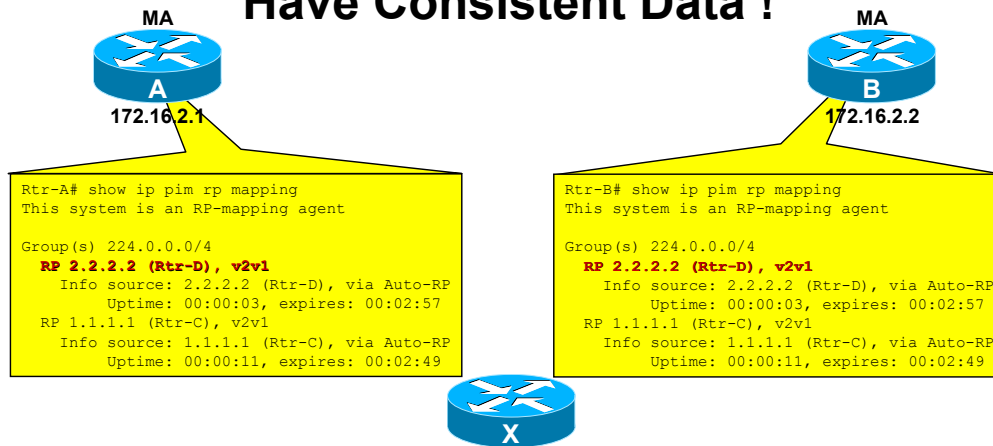 Have Consistent Data !
MA
A
172.16.2.1
MA
B
172.16.2.2
Rtr-A# show ip pim rp mapping
This system is an RP-mapping agent
Group(s) 224.0.0.0/4
RP 2.2.2.2 (Rtr-D), v2v1
Info source: 2.2.2.2 (Rtr-D), via Auto-RP
Uptime: 00:00:03, expires: 00:02:57
RP 1.1.1.1 (Rtr-C), v2v1
Info source: 1.1.1.1 (Rtr-C), via Auto-RP
Uptime: 00:00:11, expires: 00:02:49
Rtr-B# show ip pim rp mapping
This system is an RP-mapping agent
Group(s) 224.0.0.0/4
RP 2.2.2.2 (Rtr-D), v2v1
Info source: 2.2.2.2 (Rtr-D), via Auto-RP
Uptime: 00:00:03, expires: 00:02:57
RP 1.1.1.1 (Rtr-C), v2v1
Info source: 1.1.1.1 (Rtr-C), via Auto-RP
Uptime: 00:00:11, expires: 00:02:49
X